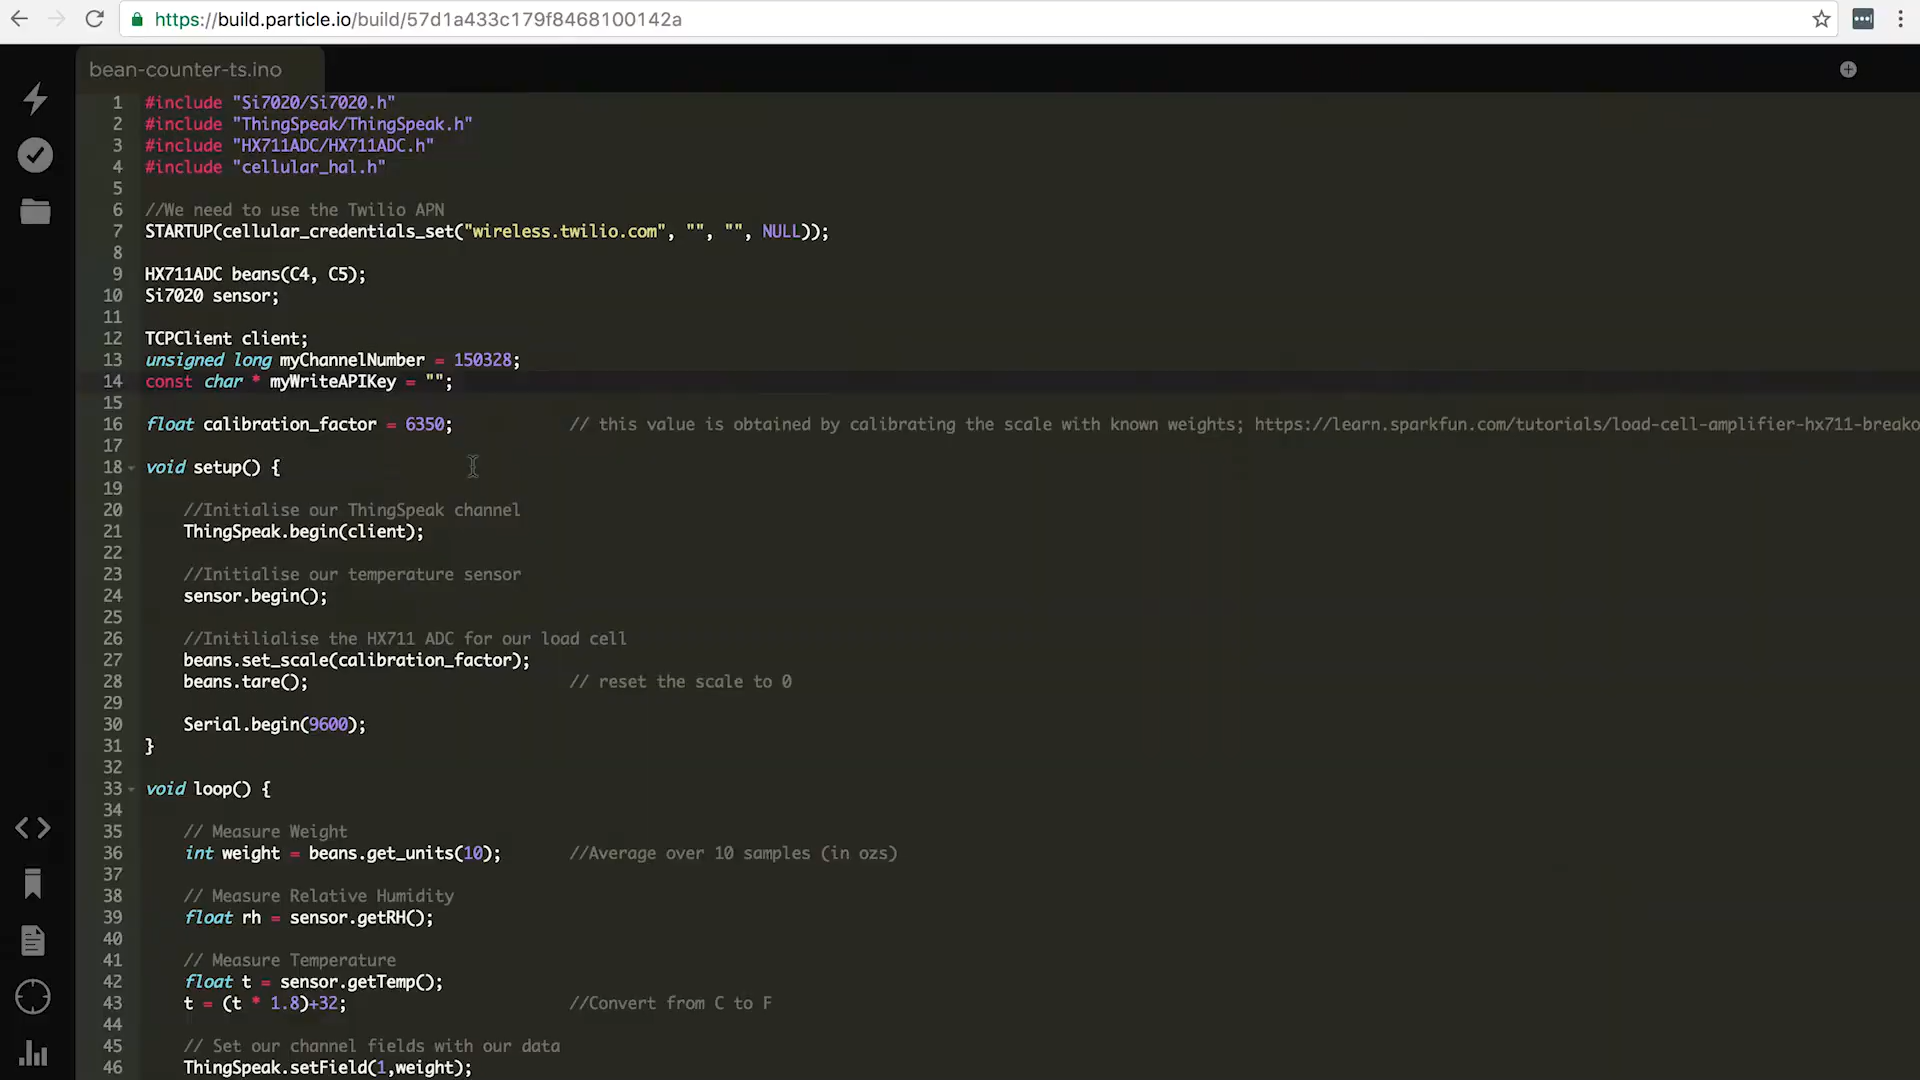 https://build.particle.io/build/57d1a433c179f8468100142a
bean-counter-ts.ino
1 #include "Si7020/Si7020.h"
2 #include "ThingSpeak/ThingSpeak.h"
3 #include "HX711ADC/HX711ADC.h"
4 #include "cellular_hal.h"
5
6 //We need to use the Twilio APN
7 STARTUP(cellular_credentials_set("wireless.twilio.com", "", "", NULL));
8
9 HX711ADC beans(C4, C5);
10 Si7020 sensor;
11
12 TCPClient client;
13 unsigned long myChannelNumber = 150328;
14 const char * myWriteAPIKey = "";
15
16 float calibration_factor = 6350; // this value is obtained by calibrating the scale with known weights; https://learn.sparkfun.com/tutorials/load-cell-amplifier-hx711-breako
17
18 void setup() {
19
20 //Initialise our ThingSpeak channel
21 ThingSpeak.begin(client);
22
23 //Initialise our temperature sensor
24 sensor.begin();
25
26 //Initilialise the HX711 ADC for our load cell
27 beans.set_scale(calibration_factor);
28 beans.tare(); // reset the scale to 0
29
30 Serial.begin(9600);
31 }
32
33 void loop() {
34
35 // Measure Weight
36 int weight = beans.get_units(10); //Average over 10 samples (in ozs)
37
38 // Measure Relative Humidity
39 float rh = sensor.getRH();
40
41 // Measure Temperature
42 float t = sensor.getTemp();
43 t = (t * 1.8)+32; //Convert from C to F
44
45 // Set our channel fields with our data
46 ThingSpeak.setField(1,weight);